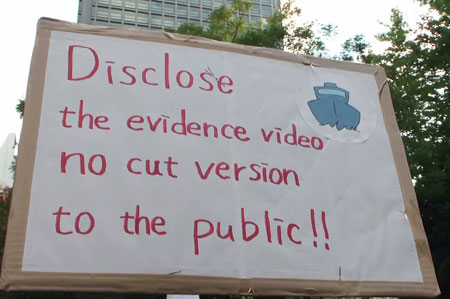 Disclose
the evidence video
no cut version
to the public!!